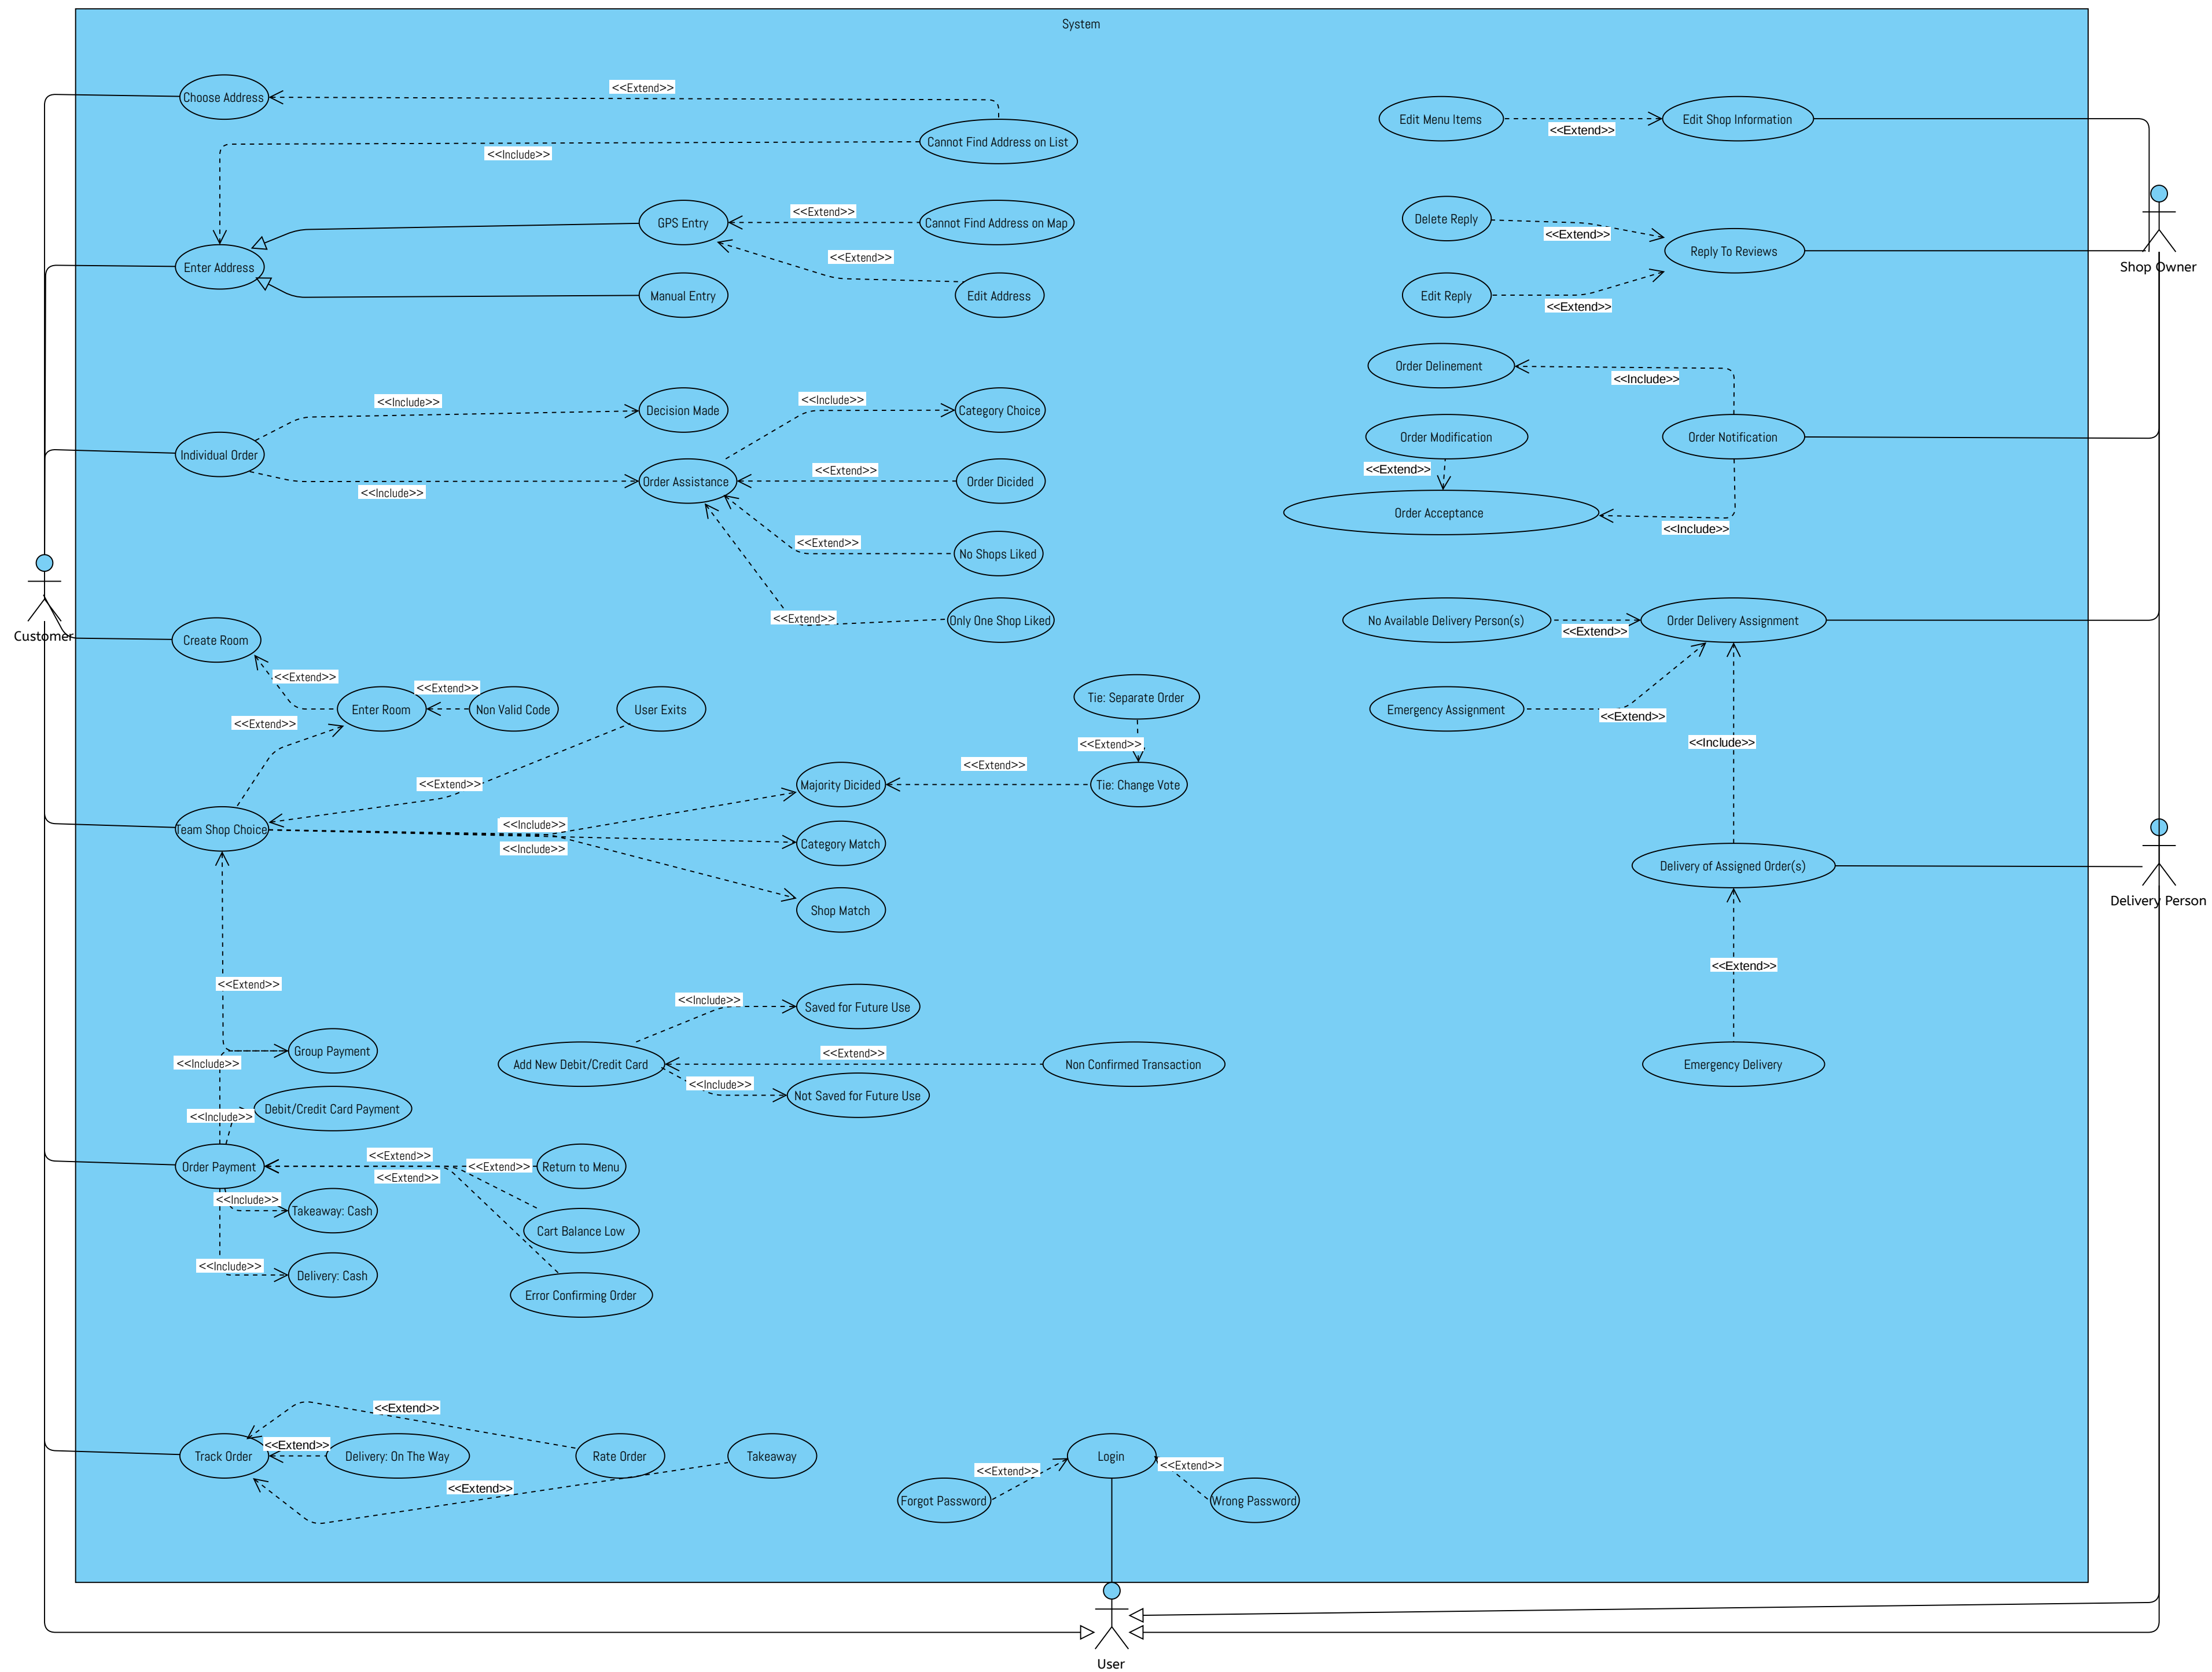 System
Choose Address
<<Extend>>
Cannot Find Address on List
<<Include>>
Enter Address
GPS Entry
<<Extend>>
Cannot Find Address on Map
<<Extend>>
Manual Entry
Edit Address
Individual Order
<<Include>>
Decision Made
<<Include>>
Order Assistance
<<Include>>
Category Choice
<<Extend>>
Order Dicided
<<Extend>>
No Shops Liked
<<Extend>>
Only One Shop Liked
Customer
Create Room
<<Extend>>
Enter Room
<<Extend>>
Non Valid Code
<<Extend>>
User Exits
<<Extend>>
Team Shop Choice
<<Include>>
<<Include>>
Majority Dicided
Category Match
Shop Match
<<Extend>>
Tie: Separate Order
<<Extend>>
Tie: Change Vote
<<Extend>>
Group Payment
<<Include>>
Debit/Credit Card Payment
<<Include>>
Order Payment
<<Include>>
Takeaway: Cash
<<Include>>
Delivery: Cash
<<Extend>>
<<Extend>>
<<Extend>>
Return to Menu
Cart Balance Low
Error Confirming Order
Add New Debit/Credit Card
<<Include>>
Saved for Future Use
<<Extend>>
Non Confirmed Transaction
<<Include>>
Not Saved for Future Use
Track Order
<<Extend>>
<<Extend>>
Delivery: On The Way
Rate Order
Takeaway
<<Extend>>
Login
<<Extend>>
Forgot Password
<<Extend>>
Wrong Password
User
Edit Menu Items
<<Extend>>
Edit Shop Information
Delete Reply
<<Extend>>
Reply To Reviews
Edit Reply
<<Extend>>
Shop Owner
Order Delinement
<<Include>>
Order Modification
Order Notification
<<Extend>>
Order Acceptance
<<Include>>
No Available Delivery Person(s)
<<Extend>>
Order Delivery Assignment
Emergency Assignment
<<Extend>>
<<Include>>
Delivery of Assigned Order(s)
Delivery Person
<<Extend>>
Emergency Delivery